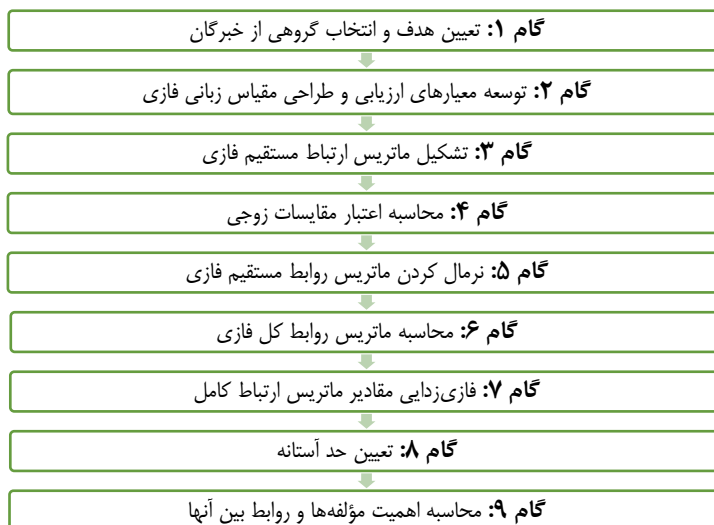 گام ۱: تعیین هدف و انتخاب گروهی از خبرگان
گام ۲: توسعه معیارهای ارزیابی و طراحی مقیاس زبانی فازی
گام ۳: تشکیل ماتریس ارتباط مستقیم فازی
گام ۴: محاسبه اعتبار مقایسات زوجی
گام ۵: نرمال کردن ماتریس روابط مستقیم فازی
گام ۶: محاسبه ماتریس روابط کل فازی
گام ۷: فازی‌زدایی مقادیر ماتریس ارتباط کامل
گام ۸: تعیین حد آستانه
گام ۹: محاسبه اهمیت مؤلفه‌ها و روابط بین آنها